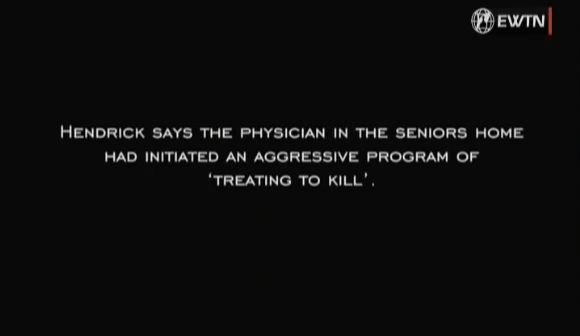 EWTN
HENDRICK SAYS THE PHYSICIAN IN THE SENIORS HOME
HAD INITIATED AN AGGRESSIVE PROGRAM OF
‘TREATING TO KILL’.